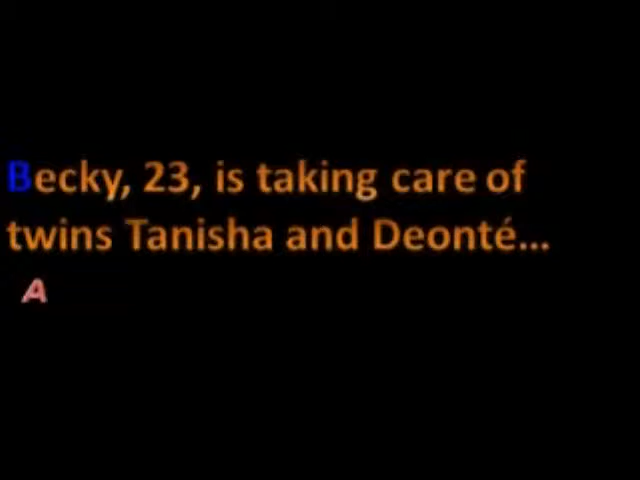 Becky, 23, is taking care of
twins Tanisha and Deonté...
A